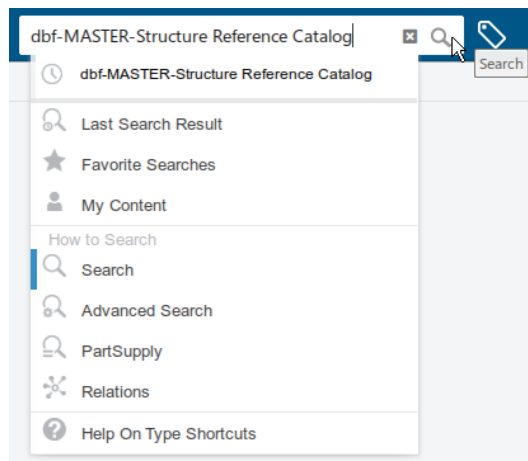 dbf-MASTER-Structure Reference Catalog
Search
dbf-MASTER-Structure Reference Catalog
Last Search Result
Favorite Searches
My Content
How to Search
Search
Advanced Search
PartSupply
Relations
Help On Type Shortcuts